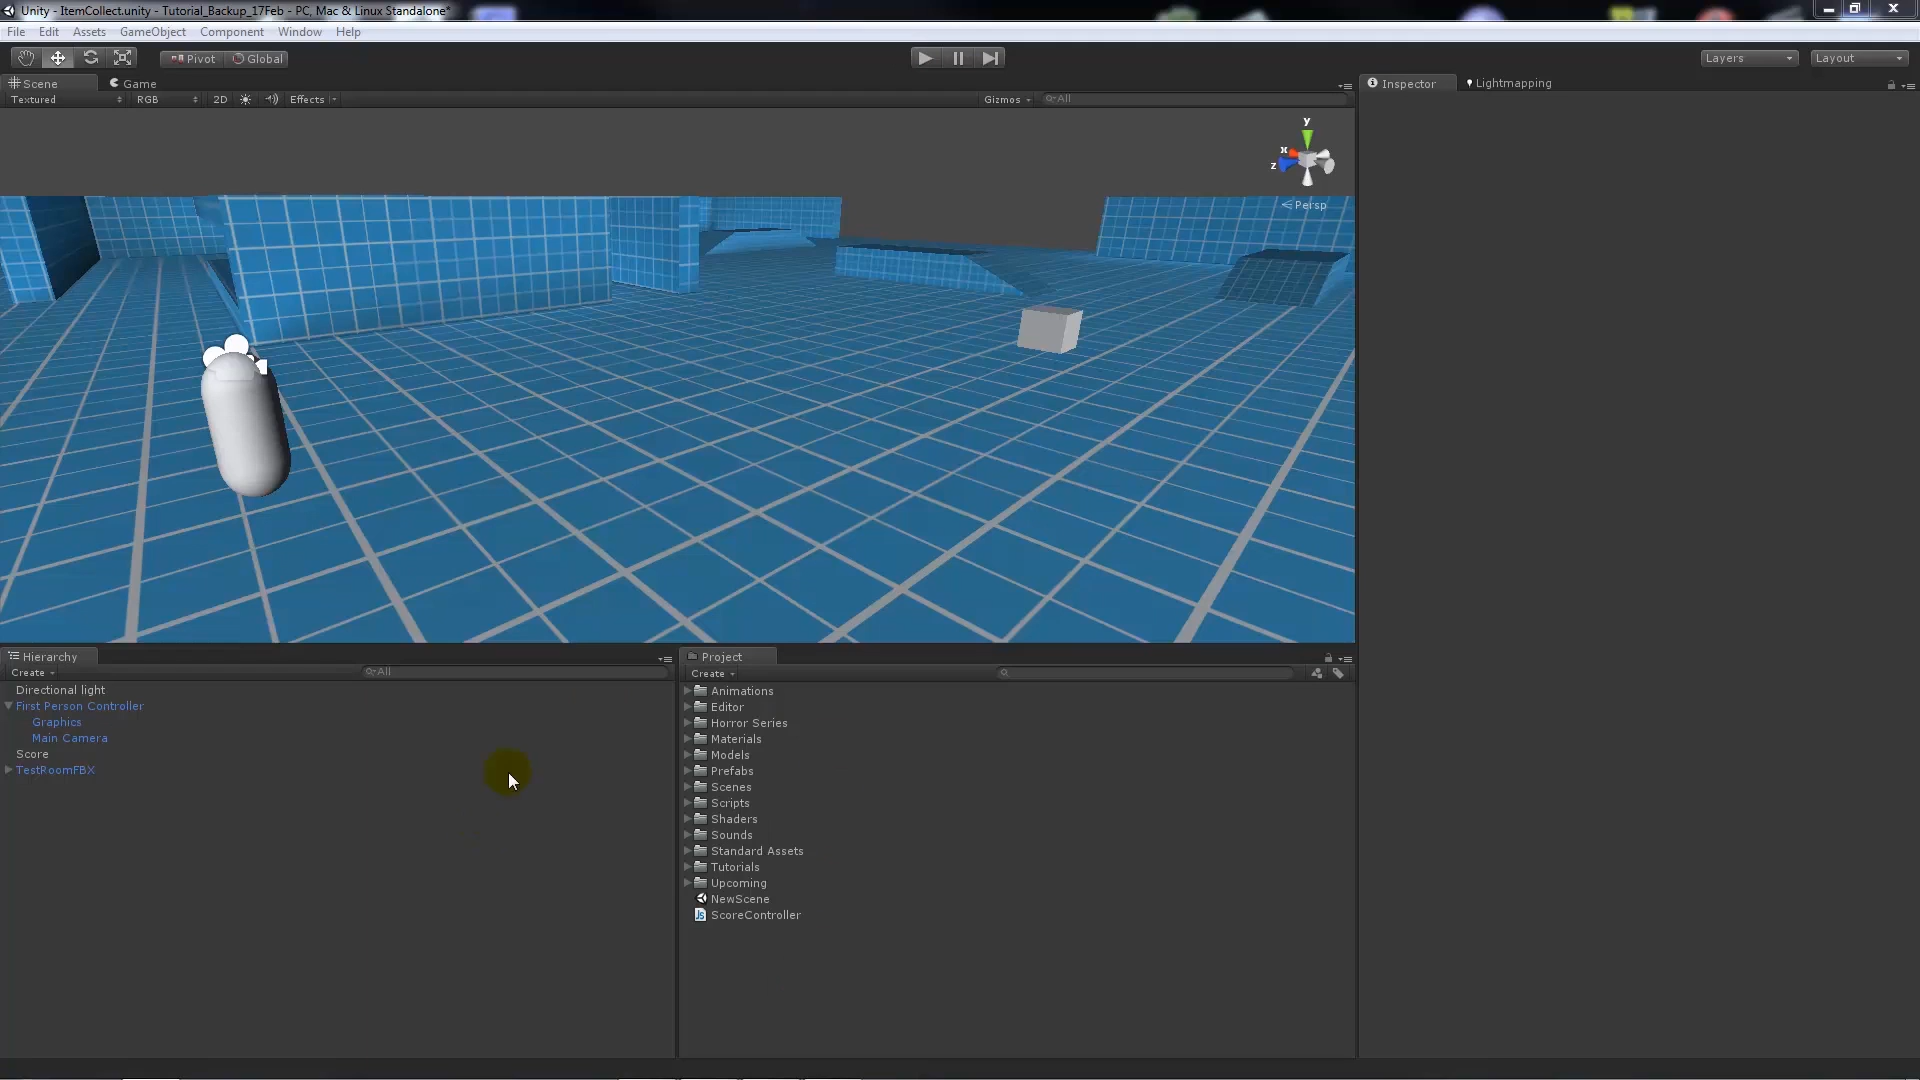 Unity - ItemCollect.unity - Tutorial_Backup_17Feb - PC, Mac & Linux Standalone*
File Edit Assets GameObject Component Window Help
Pivot Global Layers Layout
Scene Game Inspector Lightmapping
Textured RGB 2D Effects Gizmos All
y
x
z
Persp
Hierarchy Project
Create All Create
Directional light
First Person Controller
Graphics
Main Camera
Score
TestRoomFBX
Animations
Editor
Horror Series
Materials
Models
Prefabs
Scenes
Scripts
Shaders
Sounds
Standard Assets
Tutorials
Upcoming
NewScene
JS ScoreController